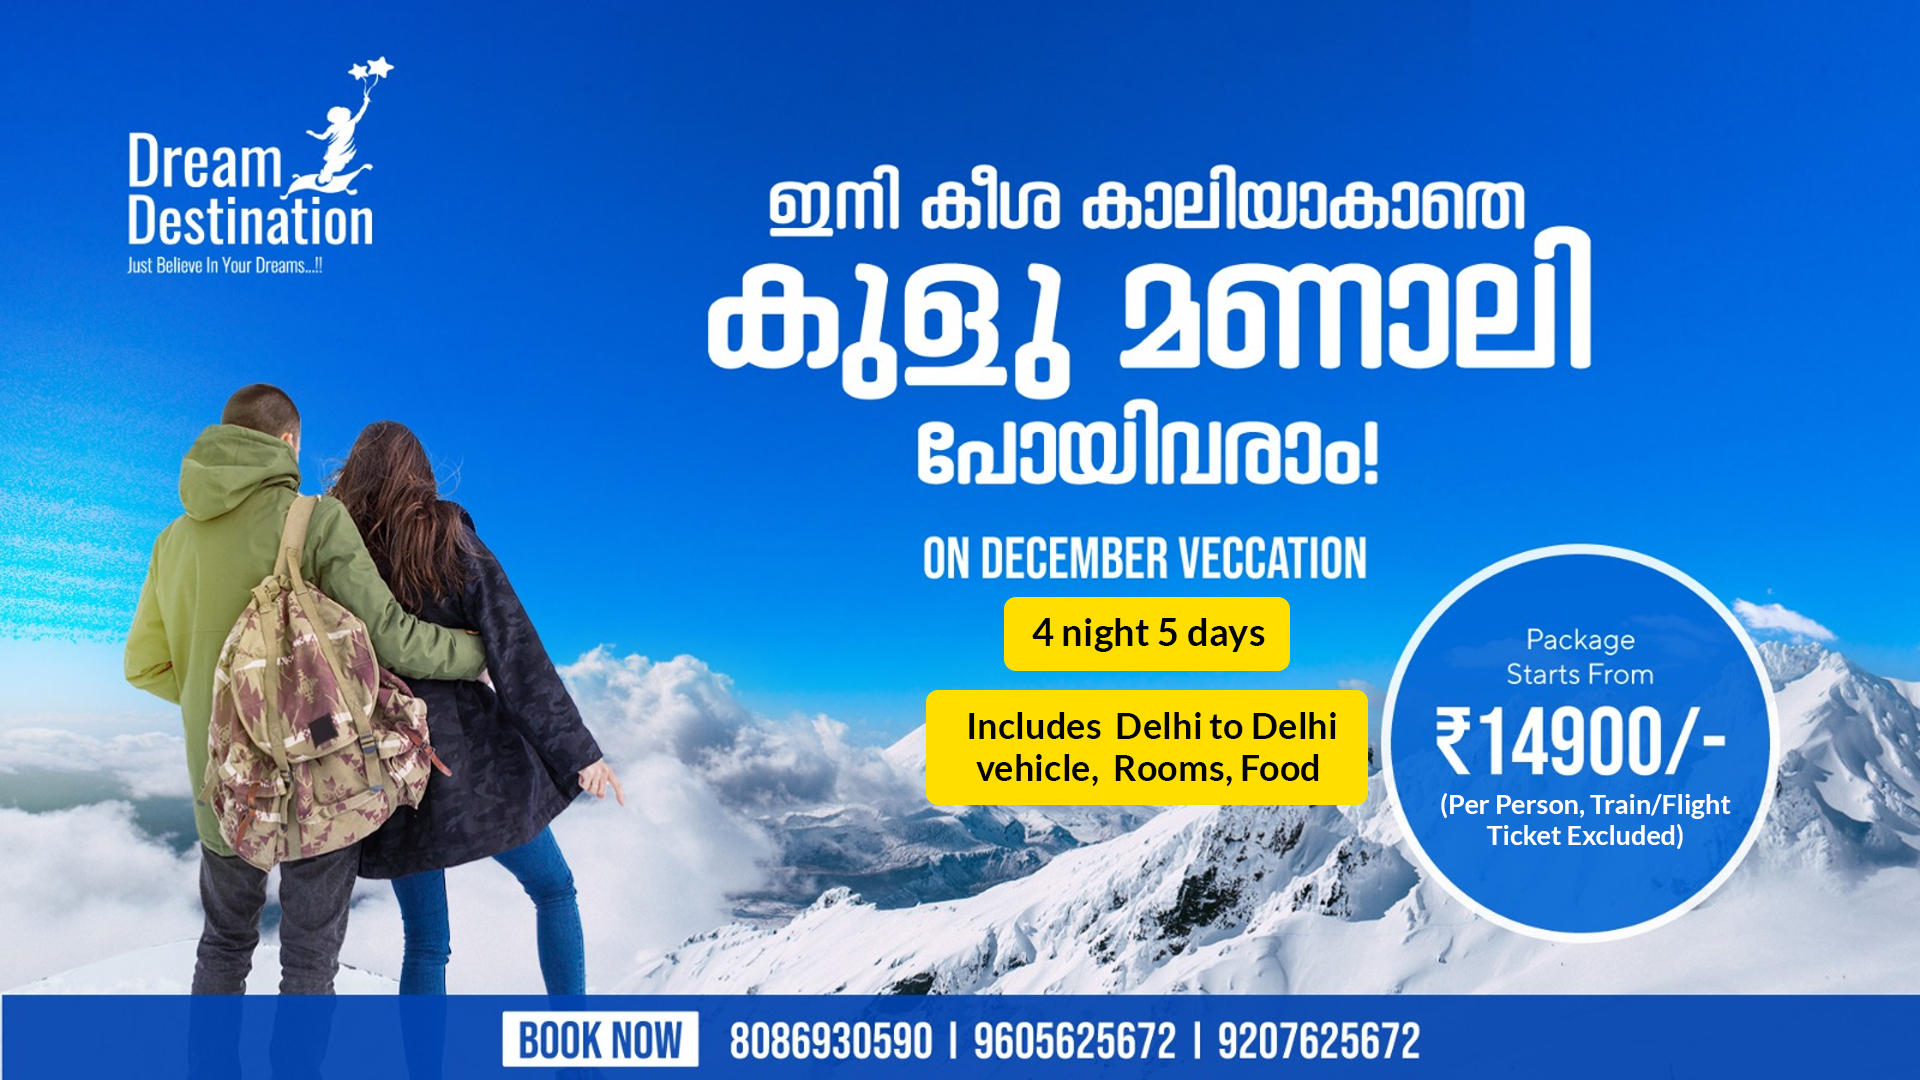 Dream
Destination
Just Believe In Your Dreams...!!
ഇനി കീശ കാലിയാകാതെ
കുളു മണാലി
പോയിവരാം!
ON DECEMBER VECCATION
4 night 5 days
Includes Delhi to Delhi
vehicle, Rooms, Food
Package
Starts From
₹14900/-
(Per Person, Train/Flight
Ticket Excluded)
BOOK NOW 8086930590 | 9605625672 | 9207625672